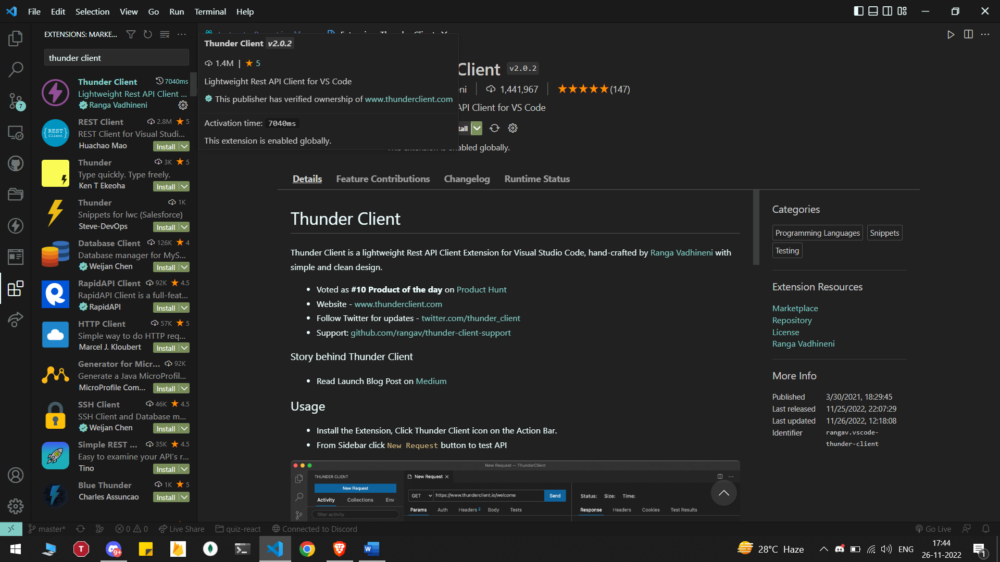 File Edit Selection View Go Run Terminal Help
EXTENSIONS: MARKE...
thunder client
Thunder Client 7040ms
Lightweight Rest API Client ...
Ranga Vadhineni
REST Client 2.8M 5
REST Client for Visual Studi...
Huachao Mao Install
{REST}
Client
Thunder 3K 5
Type quickly. Type freely.
Ken T Ekeoha Install
Thunder 1K
Snippets for lwc (Salesforce)
Steve-DevOps Install
Database Client 126K 4
Database manager for MyS...
Weijan Chen Install
RapidAPI Client 92K 4.5
RapidAPI Client is a full-feat...
RapidAPI Install
HTTP Client 57K 5
Simple way to do HTTP req...
Marcel J. Kloubert Install
Generator for Micr... 92K
Generate a Java MicroProfil...
MicroProfile Com... Install
SSH Client 46K 4.5
SSH Client and Database m...
Weijan Chen Install
Simple REST ... 35K 4.5
Easy to examine your API's r...
Tino Install
Blue Thunder 1K 5
Charles Assuncao Install
7
Thunder Client v2.0.2
1.4M | 5
Lightweight Rest API Client for VS Code
This publisher has verified ownership of www.thunderclient.com
Activation time: 7040ms
This extension is enabled globally.
Client v2.0.2
eni 1,441,967 (147)
API Client for VS Code
tall
abled globally.
Details Feature Contributions Changelog Runtime Status
Thunder Client
Thunder Client is a lightweight Rest API Client Extension for Visual Studio Code, hand-crafted by Ranga Vadhineni with
simple and clean design.
• Voted as #10 Product of the day on Product Hunt
• Website - www.thunderclient.com
• Follow Twitter for updates - twitter.com/thunder_client
• Support: github.com/rangav/thunder-client-support
Story behind Thunder Client
• Read Launch Blog Post on Medium
Usage
• Install the Extension, Click Thunder Client icon on the Action Bar.
• From Sidebar click New Request button to test API
New Request — ThunderClient
THUNDER CLIENT
New Request
Activity Collections Env
filter activity
New Request
GET https://www.thunderclient.io/welcome Send
Params Auth Headers 2 Body Tests
Status: Size: Time:
Response Headers Cookies Test Results
Categories
Programming Languages Snippets
Testing
Extension Resources
Marketplace
Repository
License
Ranga Vadhineni
More Info
Published 3/30/2021, 18:29:45
Last released 11/25/2022, 22:07:29
Last updated 11/26/2022, 12:18:08
Identifier rangav.vscode-
thunder-client
master* 0 0 Live Share quiz-react Connected to Discord Go Live
T 9+ W 28°C Haze ENG 17:44
26-11-2022
1